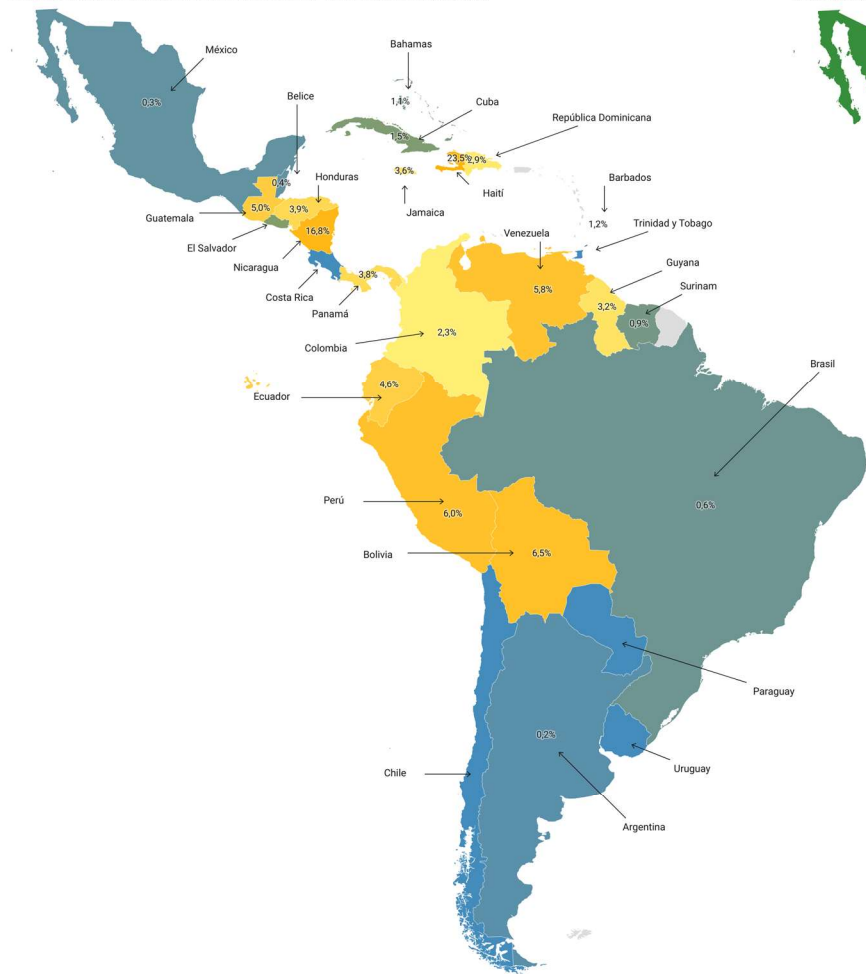 México
Bahamas
0,3%
Belice
1,1%
Cuba
República Dominicana
1,5%
23,5%
2,9%
0,4%
Honduras
3,6%
Haití
Barbados
5,0%
3,9%
Jamaica
Guatemala
1,2%
Trinidad y Tobago
El Salvador
16,8%
Venezuela
Nicaragua
Guyana
3,8%
Costa Rica
5,8%
Surinam
Panamá
3,2%
0,9%
Colombia
2,3%
Brasil
4,6%
Ecuador
Perú
6,0%
0,6%
Bolivia
6,5%
Paraguay
0,2%
Chile
Uruguay
Argentina